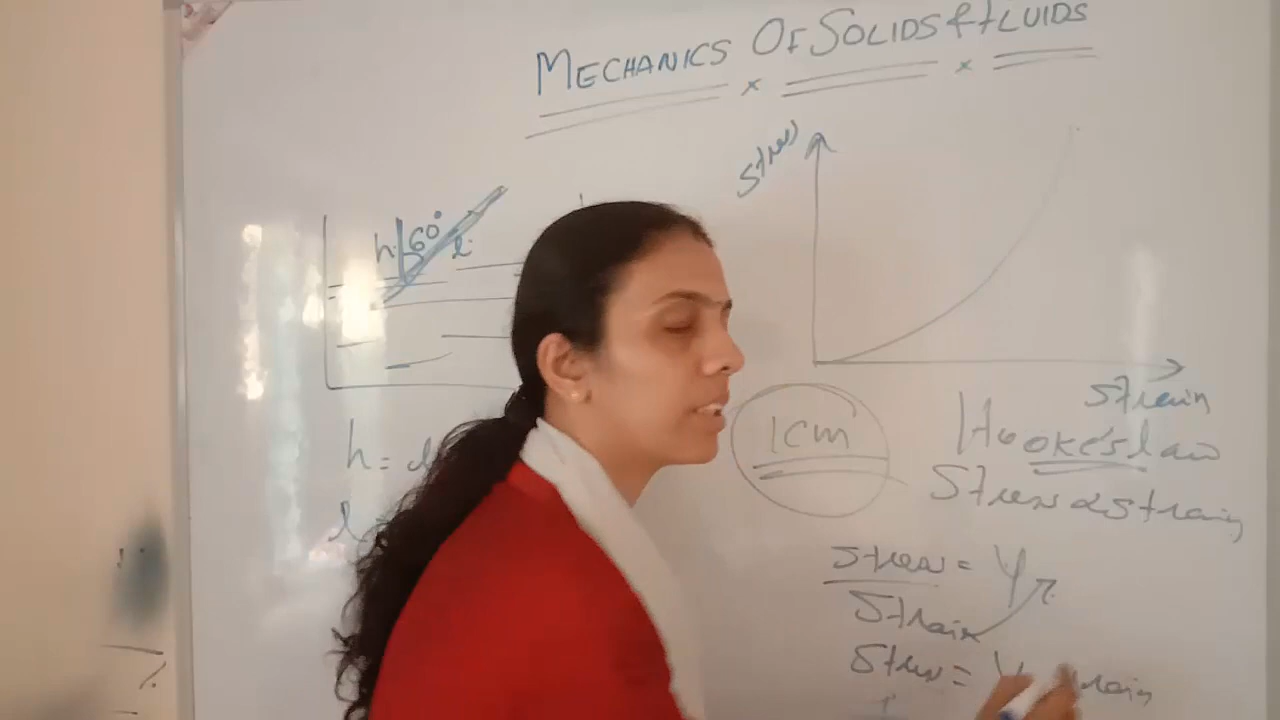 MECHANICS OF SOLIDS & FLUIDS
Stress
h
60°
l
Strain
1cm
Hooke's law
Stress α Strain
h =
l
Stress = Y
Strain
Stress = Y